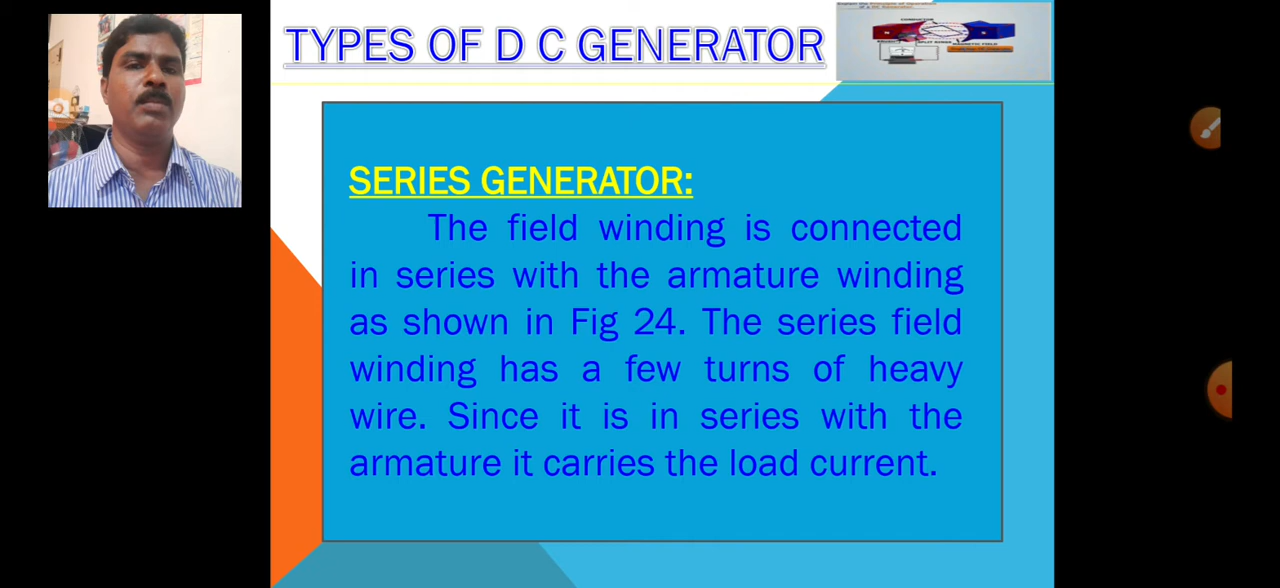 TYPES OF D C GENERATOR
SERIES GENERATOR:
The field winding is connected
in series with the armature winding
as shown in Fig 24. The series field
winding has a few turns of heavy
wire. Since it is in series with the
armature it carries the load current.